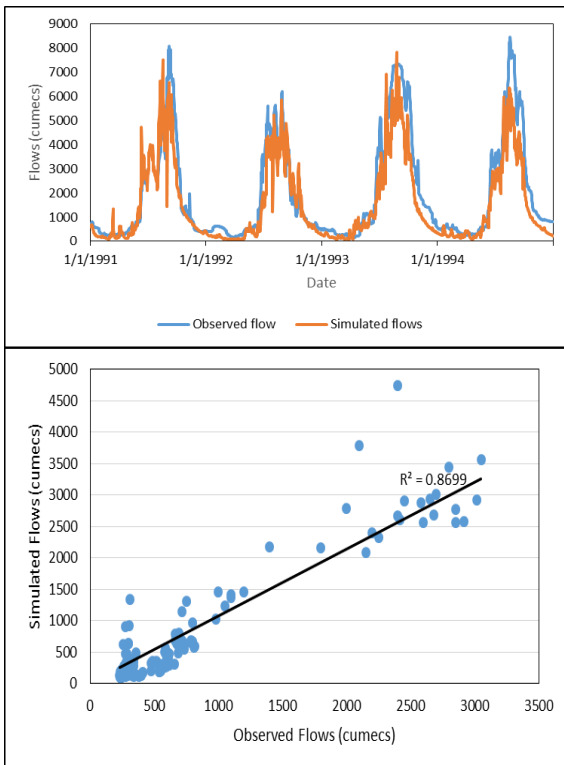 9000
8000
7000
6000
5000
4000
3000
2000
1000
0
Flows (cumecs)
1/1/1991 1/1/1992 1/1/1993 1/1/1994
Date
Observed flow Simulated flows
5000
4500
4000
3500
3000
2500
2000
1500
1000
500
0
Simulated Flows (cumecs)
R² = 0.8699
0 500 1000 1500 2000 2500 3000 3500
Observed Flows (cumecs)